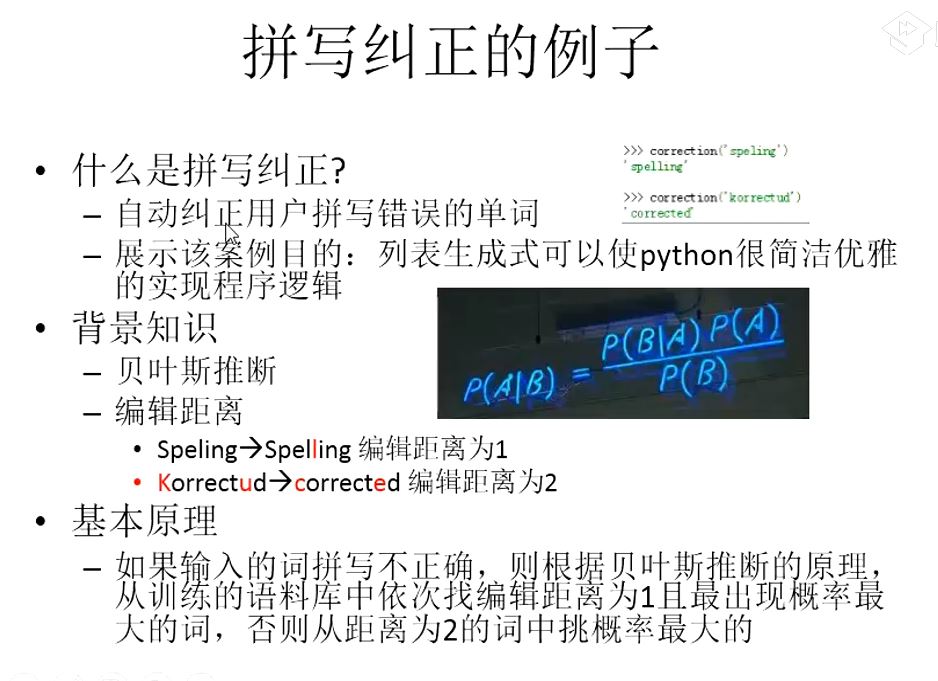 拼写纠正的例子
• 什么是拼写纠正?
– 自动纠正用户拼写错误的单词
– 展示该案例目的：列表生成式可以使python很简洁优雅
的实现程序逻辑
>>> correction('speling')
'spelling'
>>> correction('korrectud')
'corrected'
• 背景知识
– 贝叶斯推断
– 编辑距离
• Speling→Spelling 编辑距离为1
• Korrectud→corrected 编辑距离为2
P(A|B) = P(B|A) P(A)
P(B)
• 基本原理
– 如果输入的词拼写不正确，则根据贝叶斯推断的原理，
从训练的语料库中依次找编辑距离为1且最出现概率最
大的词，否则从距离为2的词中挑概率最大的